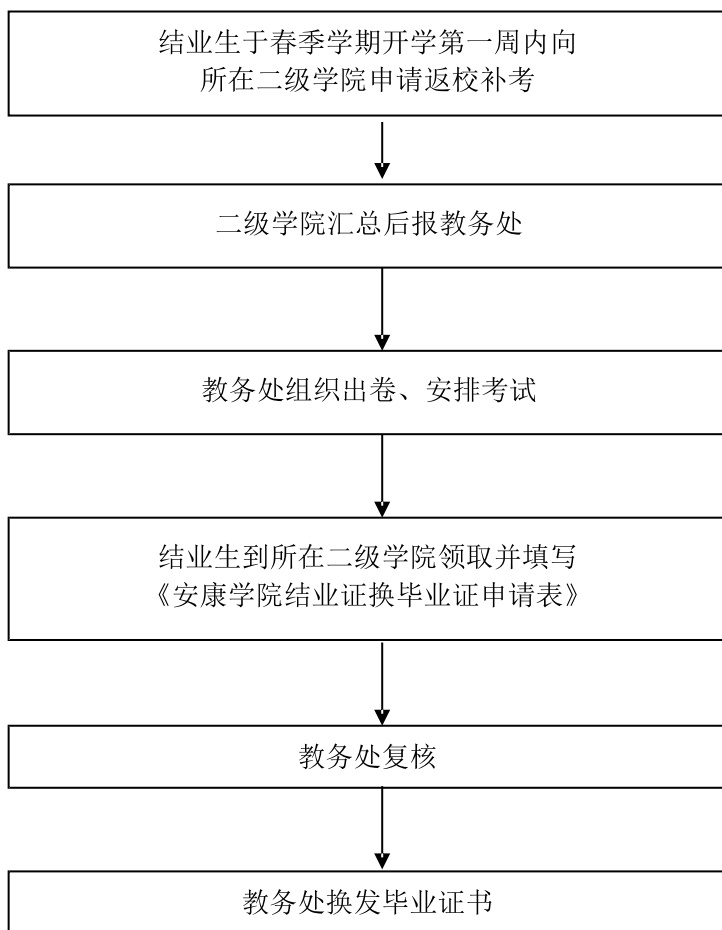 结业生于春季学期开学第一周内向
所在二级学院申请返校补考
二级学院汇总后报教务处
教务处组织出卷、安排考试
结业生到所在二级学院领取并填写
《安康学院结业证换毕业证申请表》
教务处复核
教务处换发毕业证书